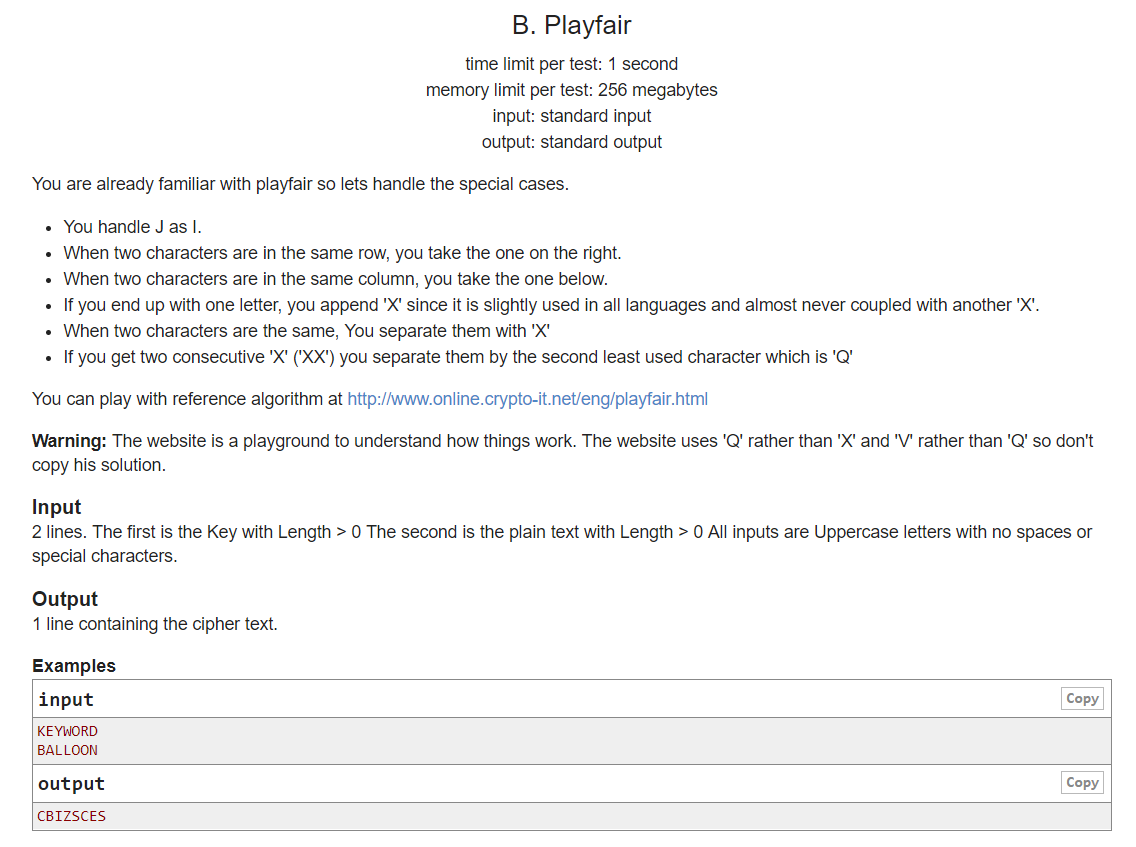 B. Playfair
time limit per test: 1 second
memory limit per test: 256 megabytes
input: standard input
output: standard output
You are already familiar with playfair so lets handle the special cases.
• You handle J as I.
• When two characters are in the same row, you take the one on the right.
• When two characters are in the same column, you take the one below.
• If you end up with one letter, you append 'X' since it is slightly used in all languages and almost never coupled with another 'X'.
• When two characters are the same, You separate them with 'X'
• If you get two consecutive 'X' ('XX') you separate them by the second least used character which is 'Q'
You can play with reference algorithm at http://www.online.crypto-it.net/eng/playfair.html
Warning: The website is a playground to understand how things work. The website uses 'Q' rather than 'X' and 'V' rather than 'Q' so don't
copy his solution.
Input
2 lines. The first is the Key with Length > 0 The second is the plain text with Length > 0 All inputs are Uppercase letters with no spaces or
special characters.
Output
1 line containing the cipher text.
Examples
input Copy
KEYWORD
BALLOON
output Copy
CBIZSCES